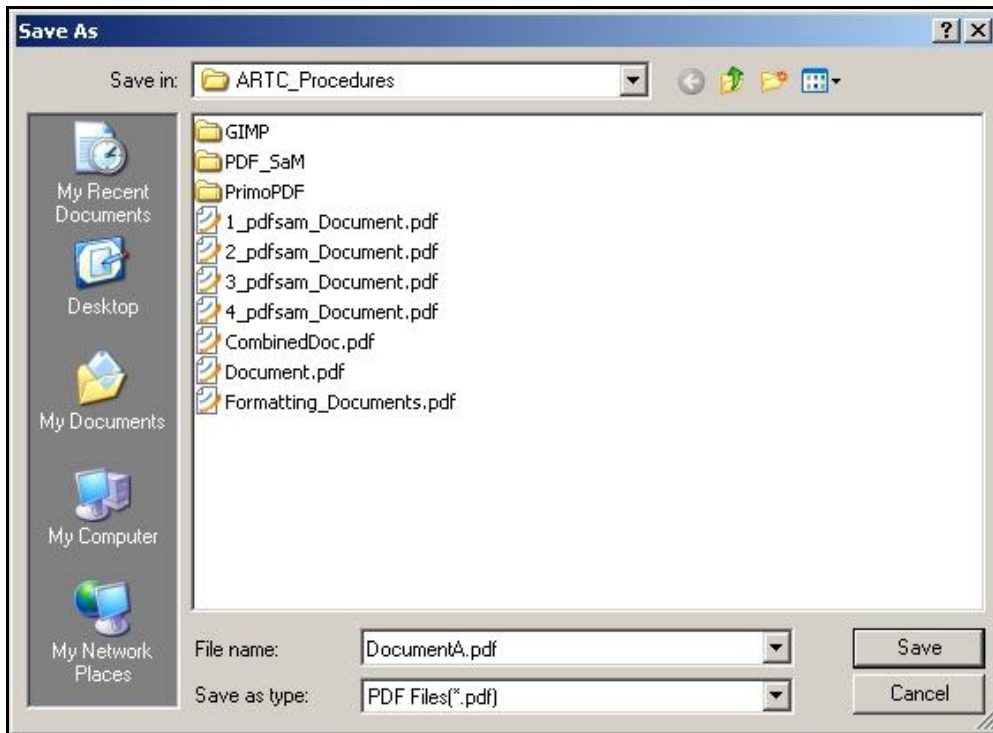 Save As
Save in: ARTC_Procedures
My Recent
Documents
Desktop
My Documents
My Computer
My Network
Places
GIMP
PDF_SaM
PrimoPDF
1_pdfsam_Document.pdf
2_pdfsam_Document.pdf
3_pdfsam_Document.pdf
4_pdfsam_Document.pdf
CombinedDoc.pdf
Document.pdf
Formatting_Documents.pdf
File name: DocumentA.pdf Save
Save as type: PDF Files(*.pdf) Cancel